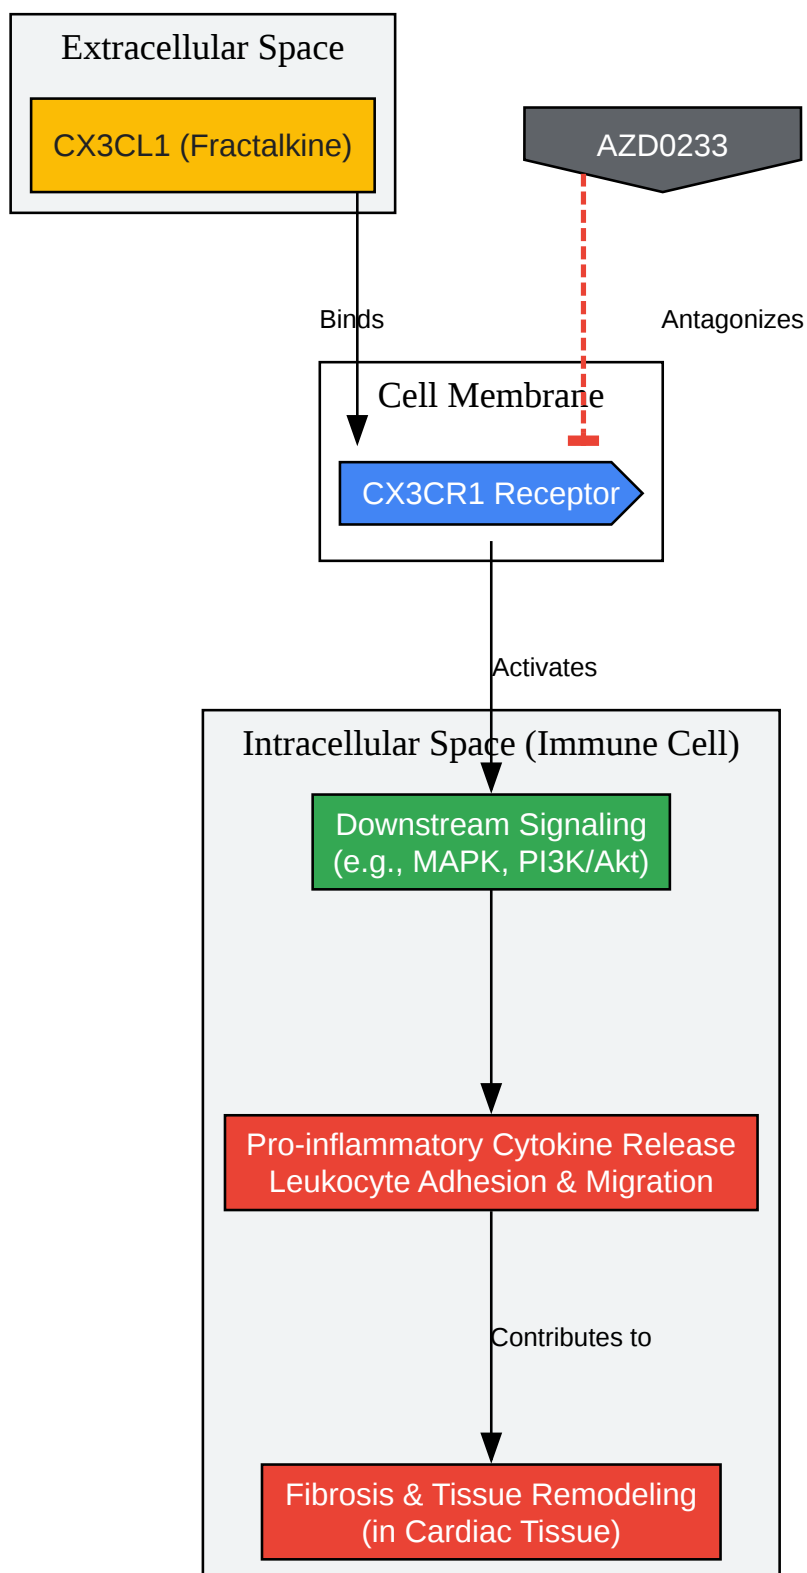 Extracellular Space
CX3CL1 (Fractalkine)
AZD0233
Binds
Antagonizes
Cell Membrane
CX3CR1 Receptor
Activates
Intracellular Space (Immune Cell)
Downstream Signaling
(e.g., MAPK, PI3K/Akt)
Pro-inflammatory Cytokine Release
Leukocyte Adhesion & Migration
Contributes to
Fibrosis & Tissue Remodeling
(in Cardiac Tissue)